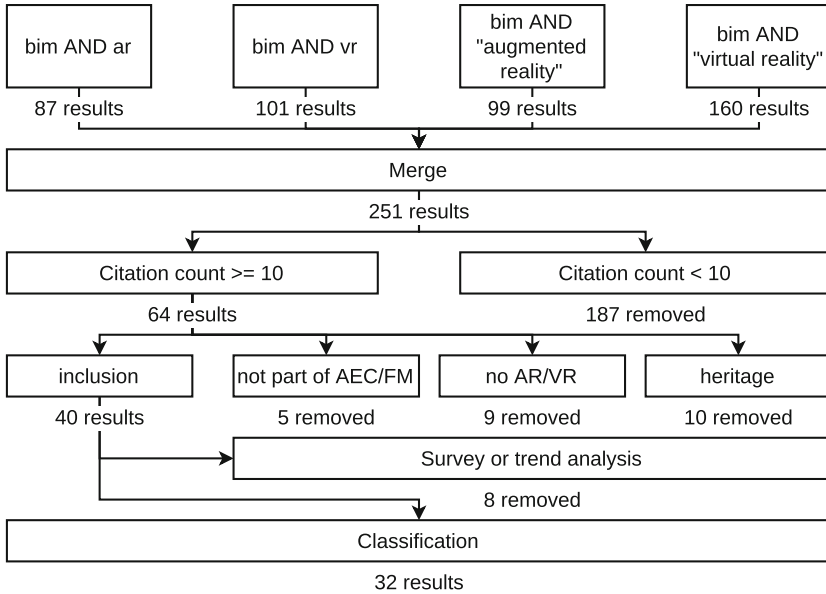 bim AND ar
bim AND vr
bim AND
"augmented
reality"
bim AND
"virtual reality"
87 results
101 results
99 results
160 results
Merge
251 results
Citation count >= 10
Citation count < 10
64 results
187 removed
inclusion
not part of AEC/FM
no AR/VR
heritage
40 results
5 removed
9 removed
10 removed
Survey or trend analysis
8 removed
Classification
32 results